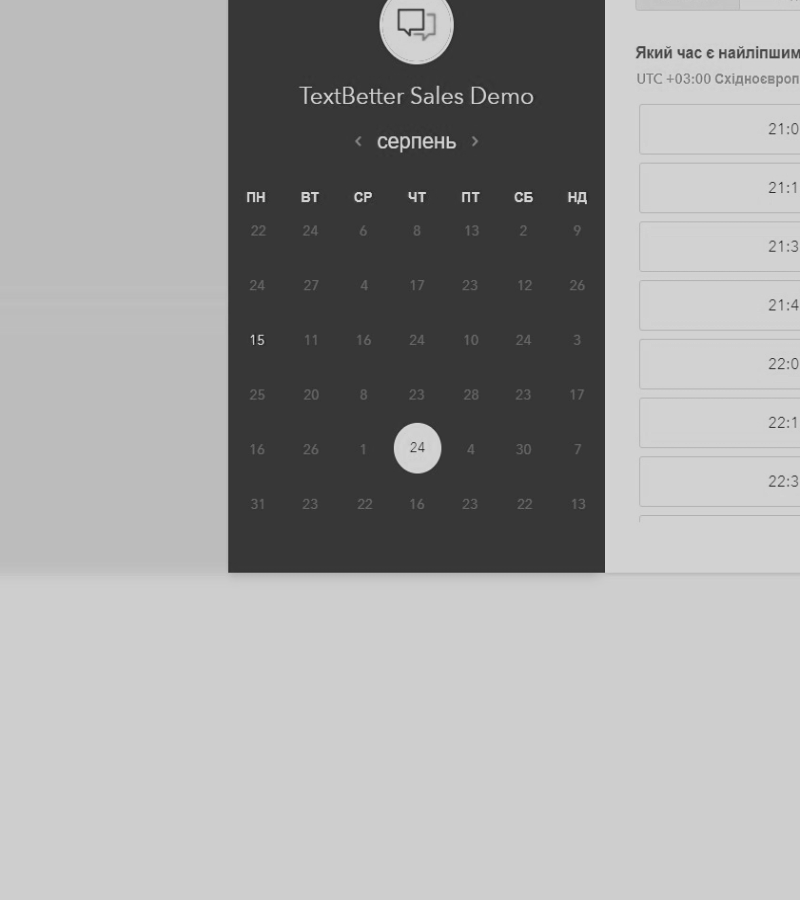 TextBetter Sales Demo
серпень
ПН ВТ СР ЧТ ПТ СБ НД
22 24 6 8 13 2 9
24 27 4 17 23 12 26
15 11 16 24 10 24 3
25 20 8 23 28 23 17
16 26 1 24 4 30 7
31 23 22 16 23 22 13
Який час є найліпшим
UTC +03:00 Східноєвроп
21:0
21:1
21:3
21:4
22:0
22:1
22:3